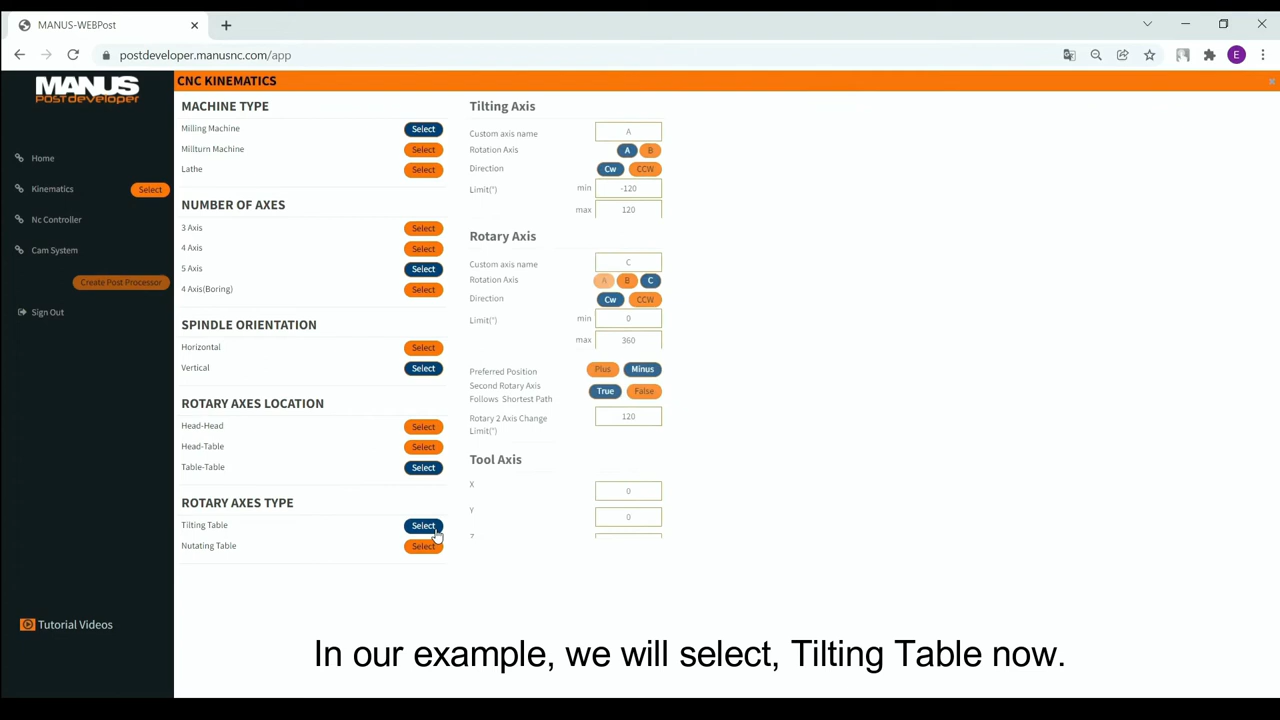 MANUS-WEBPost
postdeveloper.manusnc.com/app
E
MANUS
postdeveloper
Home
Kinematics Select
Nc Controller
Cam System
Create Post Processor
Sign Out
Tutorial Videos
CNC KINEMATICS
MACHINE TYPE
Milling Machine Select
Millturn Machine Select
Lathe Select
NUMBER OF AXES
3 Axis Select
4 Axis Select
5 Axis Select
4 Axis(Boring) Select
SPINDLE ORIENTATION
Horizontal Select
Vertical Select
ROTARY AXES LOCATION
Head-Head Select
Head-Table Select
Table-Table Select
ROTARY AXES TYPE
Tilting Table Select
Nutating Table Select
Tilting Axis
Custom axis name A
Rotation Axis A B
Direction Cw CCW
Limit(°) min -120
max 120
Rotary Axis
Custom axis name C
Rotation Axis A B C
Direction Cw CCW
Limit(°) min 0
max 360
Preferred Position Plus Minus
Second Rotary Axis
Follows Shortest Path True False
Rotary 2 Axis Change
Limit(°) 120
Tool Axis
X 0
Y 0
Z
In our example, we will select, Tilting Table now.